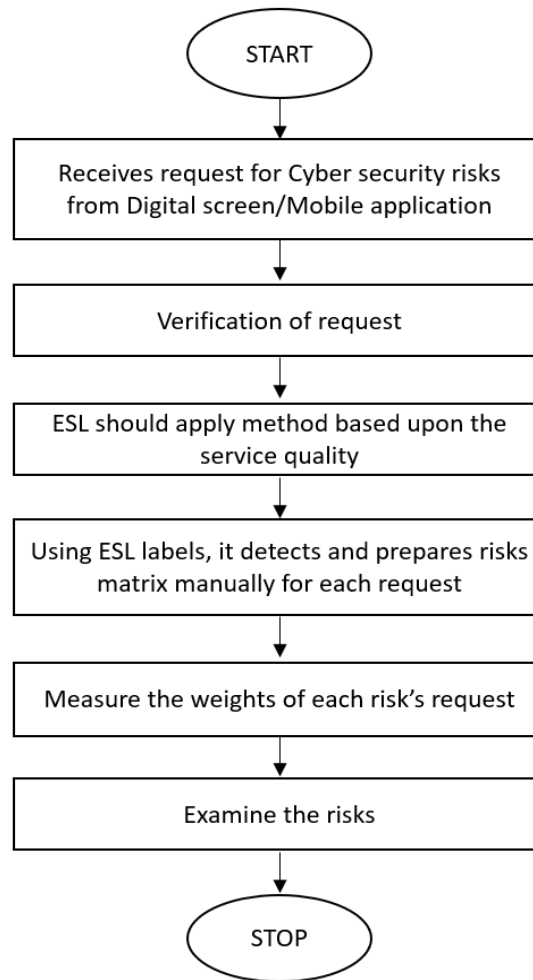 START
Receives request for Cyber security risks
from Digital screen/Mobile application
Verification of request
ESL should apply method based upon the
service quality
Using ESL labels, it detects and prepares risks
matrix manually for each request
Measure the weights of each risk's request
Examine the risks
STOP